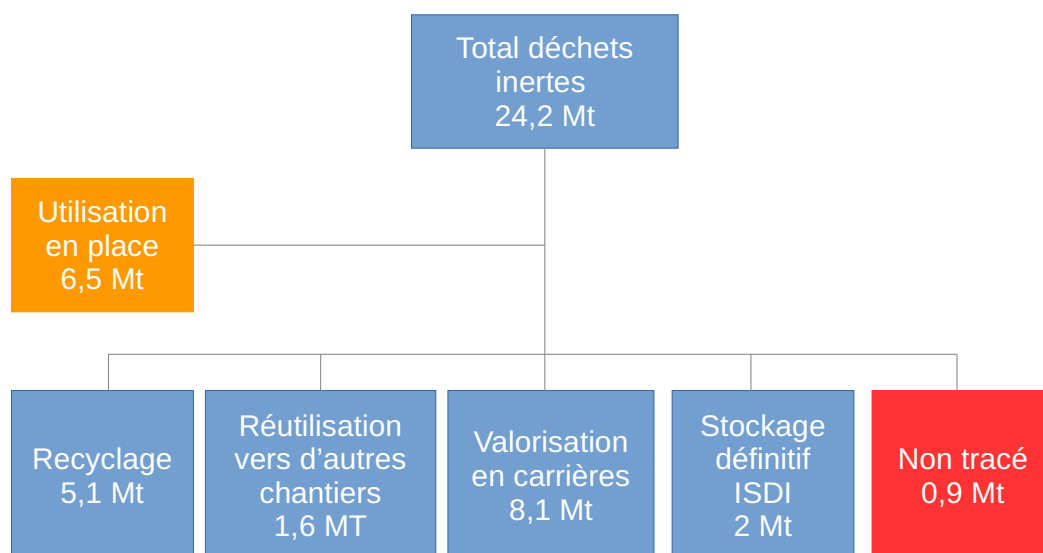 Total déchets
inertes
24,2 Mt
Utilisation
en place
6,5 Mt
Recyclage
5,1 Mt
Réutilisation
vers d’autres
chantiers
1,6 MT
Valorisation
en carrières
8,1 Mt
Stockage
définitif
ISDI
2 Mt
Non tracé
0,9 Mt